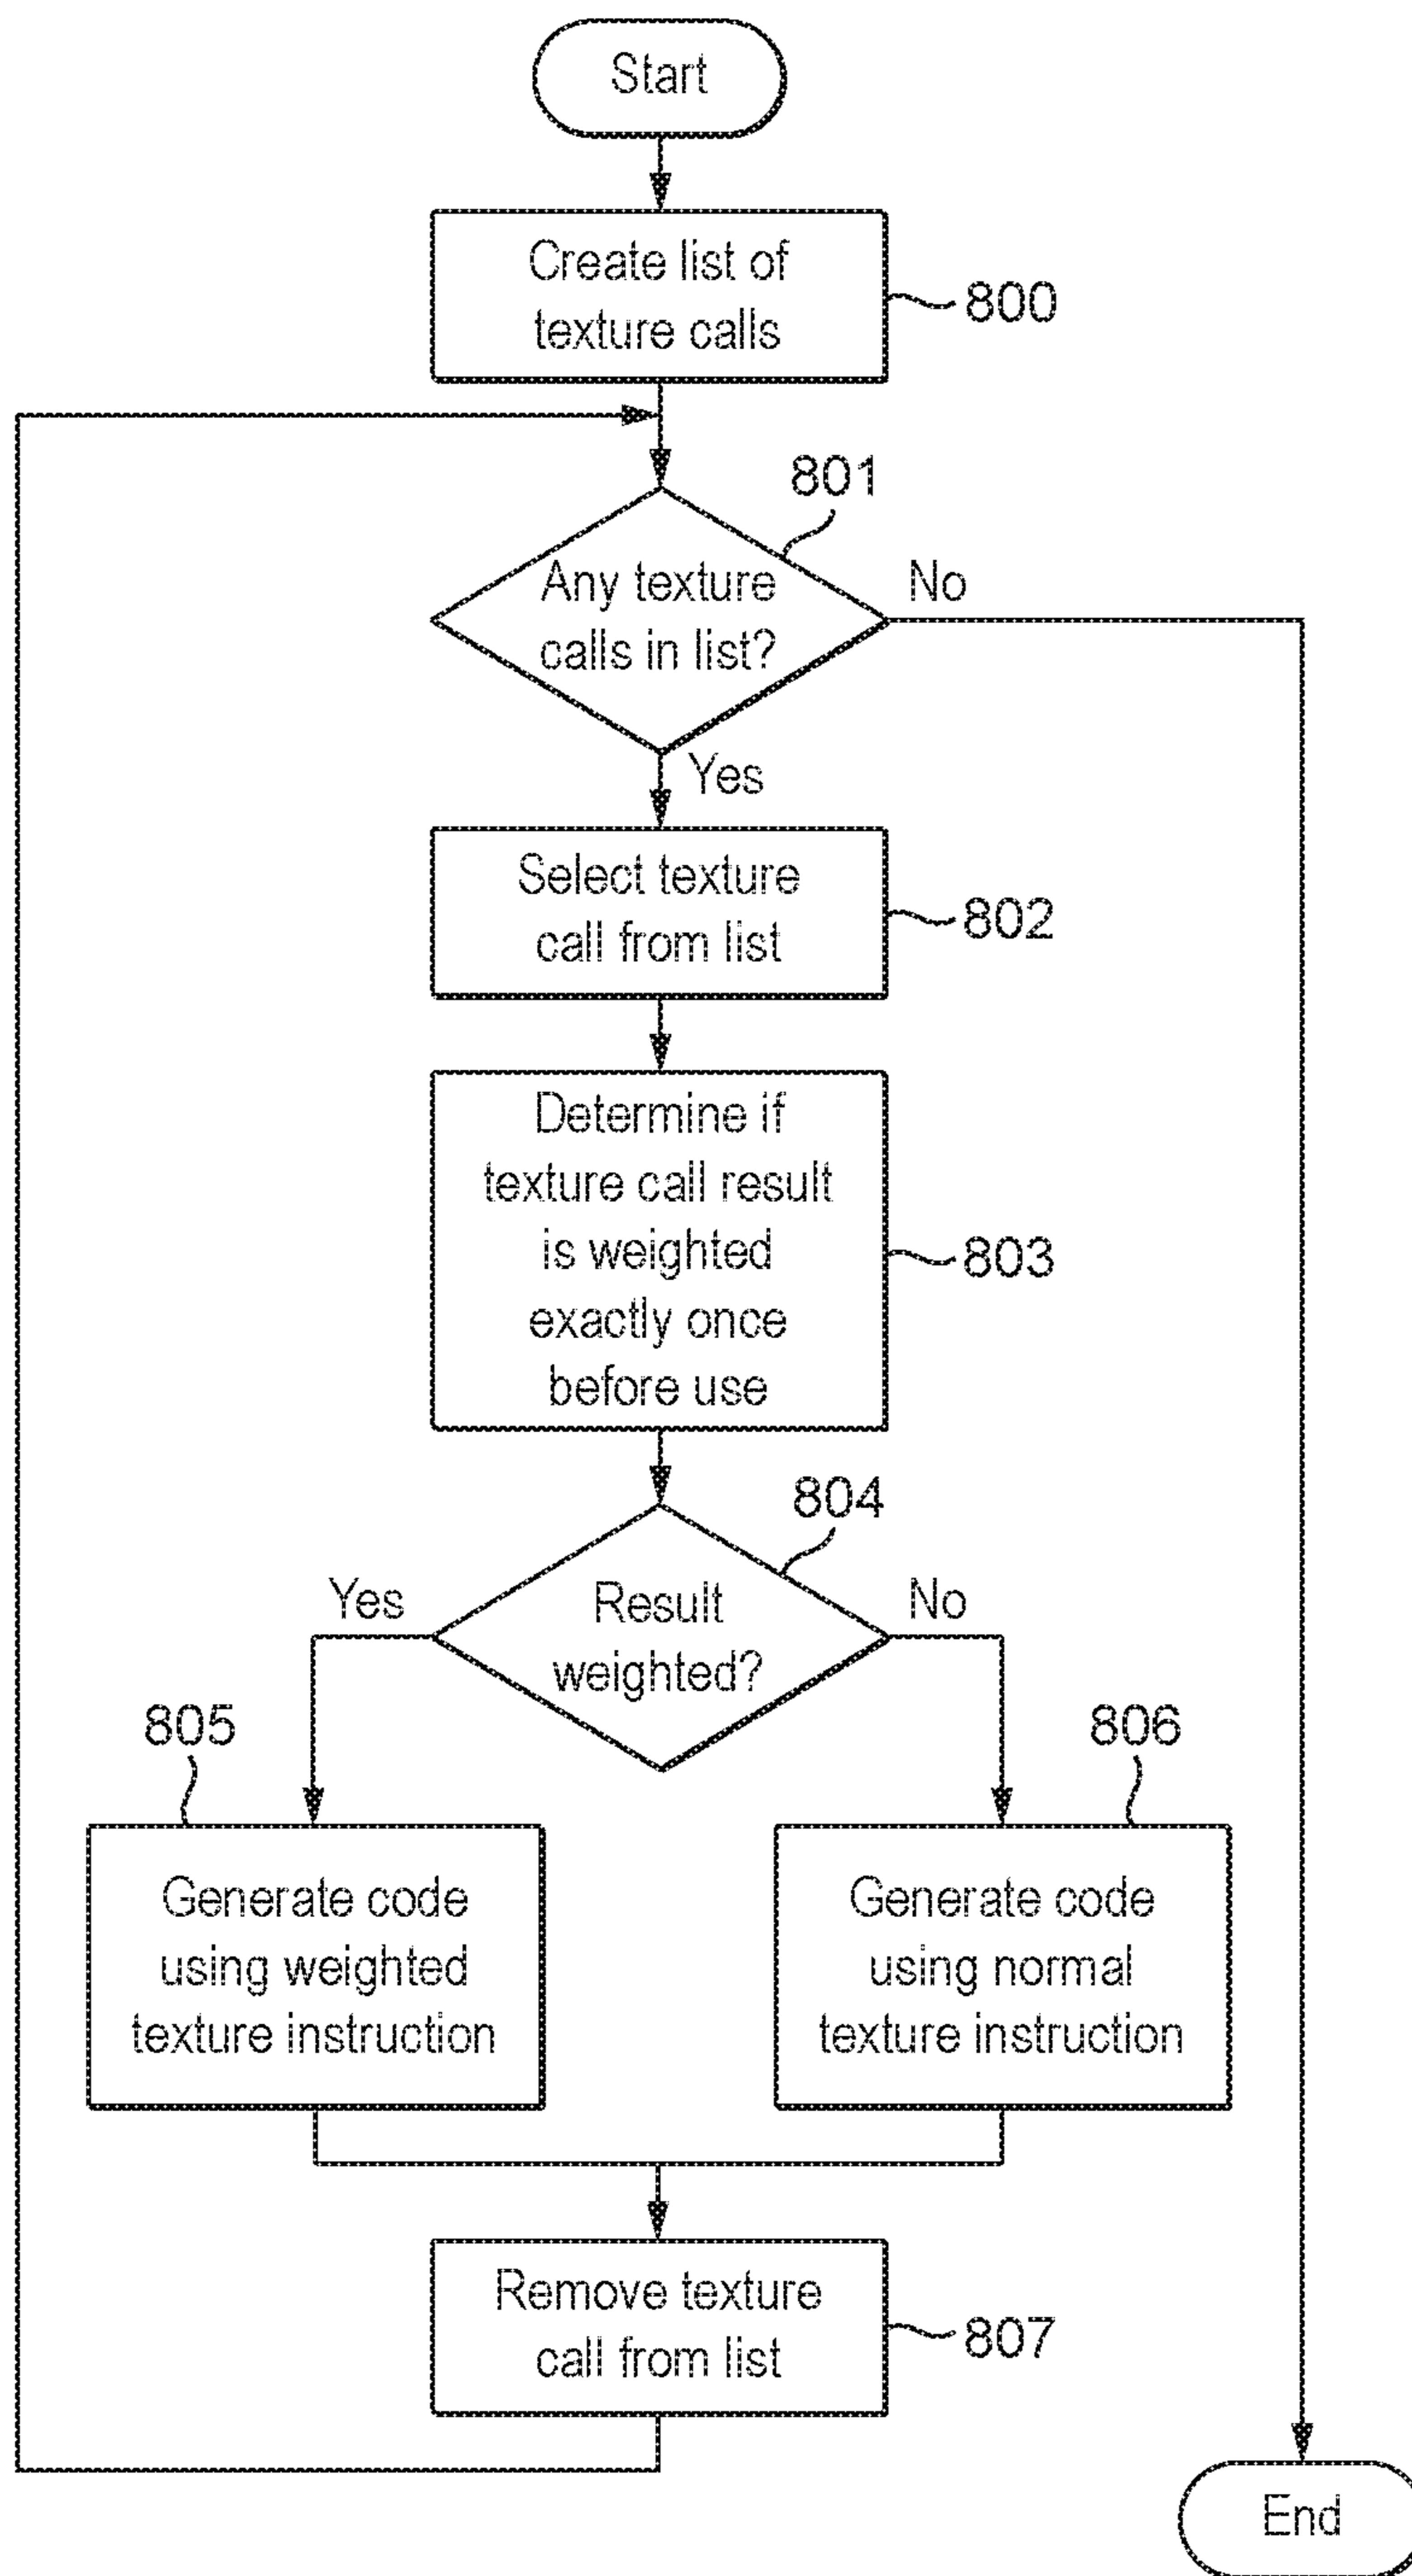 Start
Create list of
texture calls
800
801
Any texture
calls in list?
No
Yes
Select texture
call from list
802
Determine if
texture call result
is weighted
exactly once
before use
803
804
Yes
Result
weighted?
No
805
806
Generate code
using weighted
texture instruction
Generate code
using normal
texture instruction
Remove texture
call from list
807
End